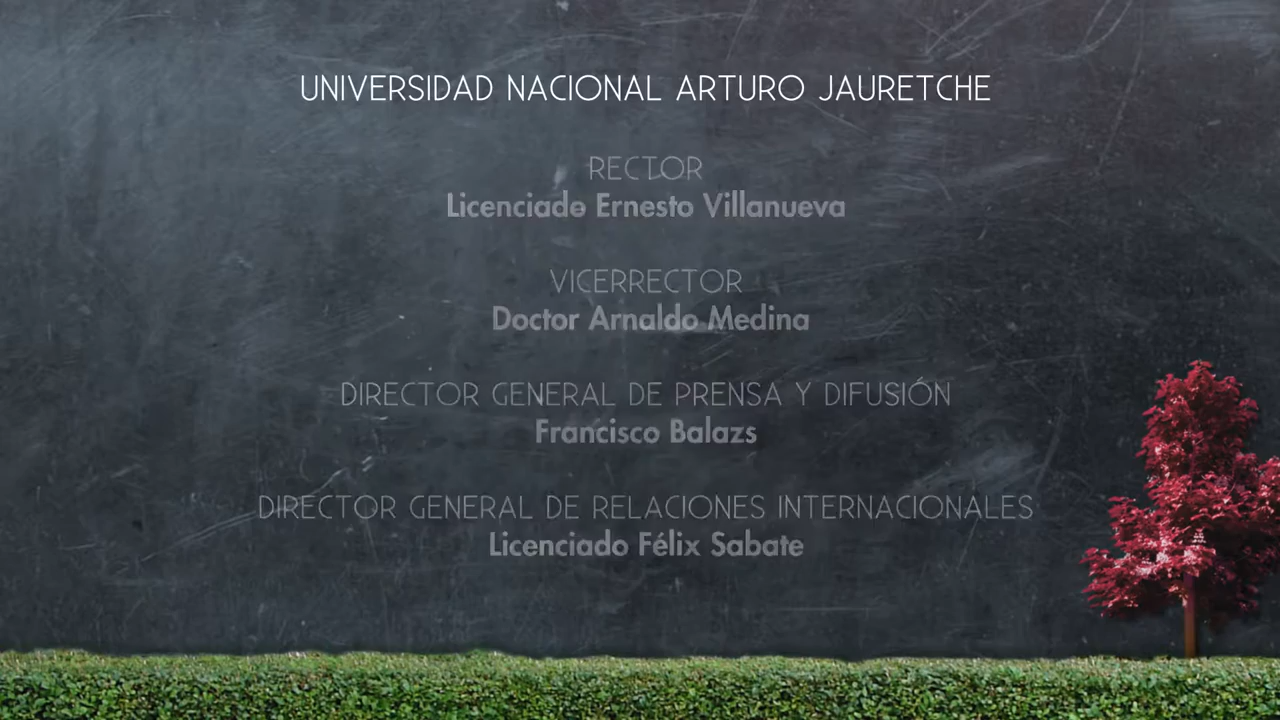 UNIVERSIDAD NACIONAL ARTURO JAURETCHE
RECTOR
Licenciado Ernesto Villanueva
VICERRECTOR
Doctor Arnaldo Medina
DIRECTOR GENERAL DE PRENSA Y DIFUSIÓN
Francisco Balazs
DIRECTOR GENERAL DE RELACIONES INTERNACIONALES
Licenciado Félix Sabate